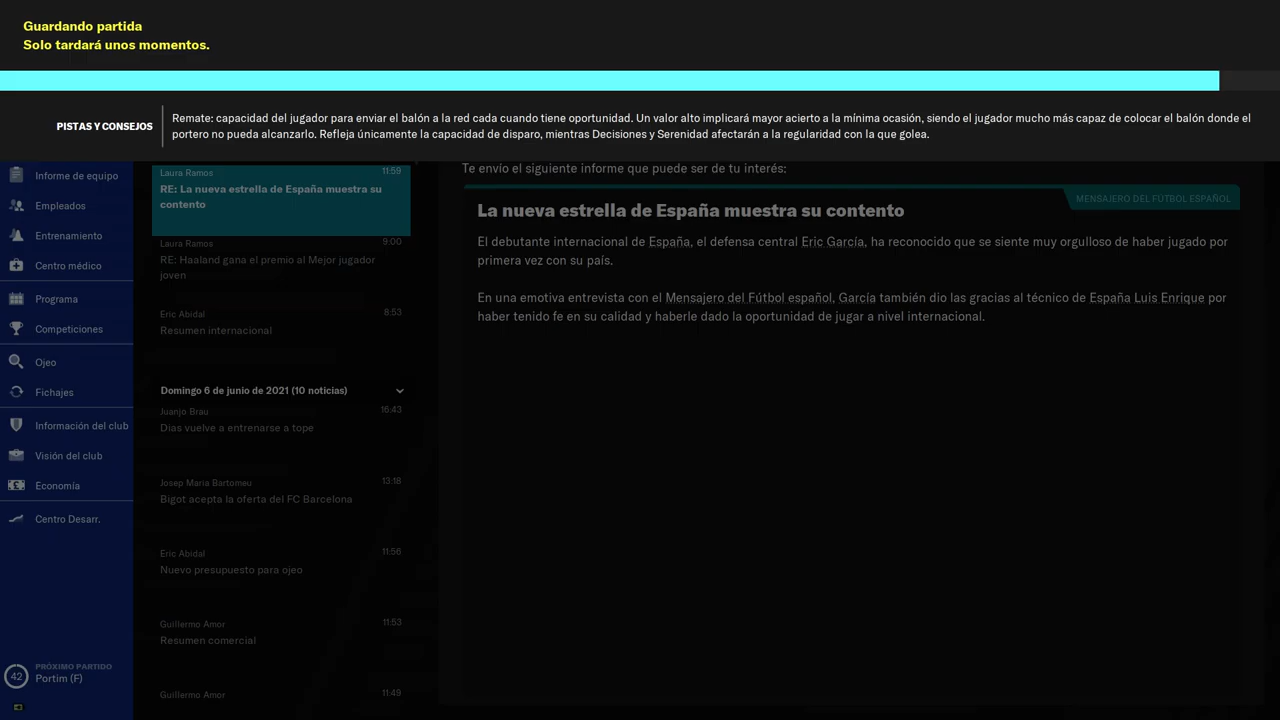 Guardando partida
Solo tardará unos momentos.
PISTAS Y CONSEJOS
Remate: capacidad del jugador para enviar el balón a la red cada cuando tiene oportunidad. Un valor alto implicará mayor acierto a la mínima ocasión, siendo el jugador mucho más capaz de colocar el balón donde el
portero no pueda alcanzarlo. Refleja únicamente la capacidad de disparo, mientras Decisiones y Serenidad afectarán a la regularidad con la que golea.
Informe de equipo
Empleados
Entrenamiento
Centro médico
Programa
Competiciones
Ojeo
Fichajes
Información del club
Visión del club
Economía
Centro Desarr.
42
PRÓXIMO PARTIDO
Portim (F)
Laura Ramos 11:59
RE: La nueva estrella de España muestra su
contento
Laura Ramos 9:00
RE: Haaland gana el premio al Mejor jugador
joven
Eric Abidal 8:53
Resumen internacional
Domingo 6 de junio de 2021 (10 noticias)
Juanjo Brau 16:43
Dias vuelve a entrenarse a tope
Josep Maria Bartomeu 13:18
Bigot acepta la oferta del FC Barcelona
Eric Abidal 11:56
Nuevo presupuesto para ojeo
Guillermo Amor 11:53
Resumen comercial
Guillermo Amor 11:49
Te envío el siguiente informe que puede ser de tu interés:
MENSAJERO DEL FÚTBOL ESPAÑOL
La nueva estrella de España muestra su contento
El debutante internacional de España, el defensa central Eric García, ha reconocido que se siente muy orgulloso de haber jugado por
primera vez con su país.
En una emotiva entrevista con el Mensajero del Fútbol español, García también dio las gracias al técnico de España Luis Enrique por
haber tenido fe en su calidad y haberle dado la oportunidad de jugar a nivel internacional.